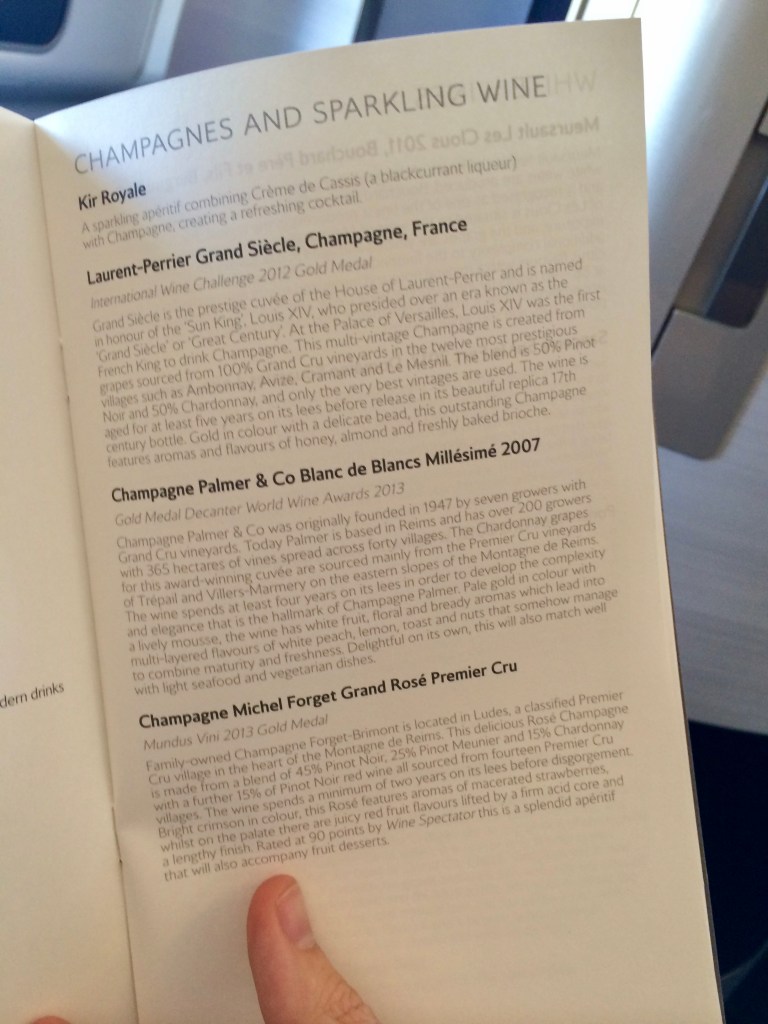 CHAMPAGNES AND SPARKLING WINE
Kir Royale
A sparkling apéritif combining Crème de Cassis (a blackcurrant liqueur)
with Champagne, creating a refreshing cocktail.
Laurent-Perrier Grand Siècle, Champagne, France
International Wine Challenge 2012 Gold Medal
Grand Siècle is the prestige cuvée of the House of Laurent-Perrier and is named
in honour of the 'Sun King', Louis XIV, who presided over an era known as the
'Grand Siècle' or 'Great Century'. At the Palace of Versailles, Louis XIV was the first
French King to drink Champagne. This multi-vintage Champagne is created from
grapes sourced from 100% Grand Cru vineyards in the twelve most prestigious
villages such as Ambonnay, Avize, Cramant and Le Mesnil. The blend is 50% Pinot
Noir and 50% Chardonnay, and only the very best vintages are used. The wine is
aged for at least five years on its lees before release in its beautiful replica 17th
century bottle. Gold in colour with a delicate bead, this outstanding Champagne
features aromas and flavours of honey, almond and freshly baked brioche.
Champagne Palmer & Co Blanc de Blancs Millésimé 2007
Gold Medal Decanter World Wine Awards 2013
Champagne Palmer & Co was originally founded in 1947 by seven growers with
Grand Cru vineyards. Today Palmer is based in Reims and has over 200 growers
with 365 hectares of vines spread across forty villages. The Chardonnay grapes
for this award-winning cuvée are sourced mainly from the Premier Cru vineyards
of Trépail and Villers-Marmery on the eastern slopes of the Montagne de Reims.
The wine spends at least four years on its lees in order to develop the complexity
and elegance that is the hallmark of Champagne Palmer. Pale gold in colour with
a lively mousse, the wine has white fruit, floral and bready aromas which lead into
multi-layered flavours of white peach, lemon, toast and nuts that somehow manage
to combine maturity and freshness. Delightful on its own, this will also match well
with light seafood and vegetarian dishes.
Champagne Michel Forget Grand Rosé Premier Cru
Mundus Vini 2013 Gold Medal
Family-owned Champagne Forget-Brimont is located in Ludes, a classified Premier
Cru village in the heart of the Montagne de Reims. This delicious Rosé Champagne
is made from a blend of 45% Pinot Noir, 25% Pinot Meunier and 15% Chardonnay
with a further 15% of Pinot Noir red wine all sourced from fourteen Premier Cru
villages. The wine spends a minimum of two years on its lees before disgorgement.
Bright crimson in colour, this Rosé features aromas of macerated strawberries,
whilst on the palate there are juicy red fruit flavours lifted by a firm acid core and
a lengthy finish. Rated at 90 points by Wine Spectator this is a splendid apéritif
that will also accompany fruit desserts.
dern drinks